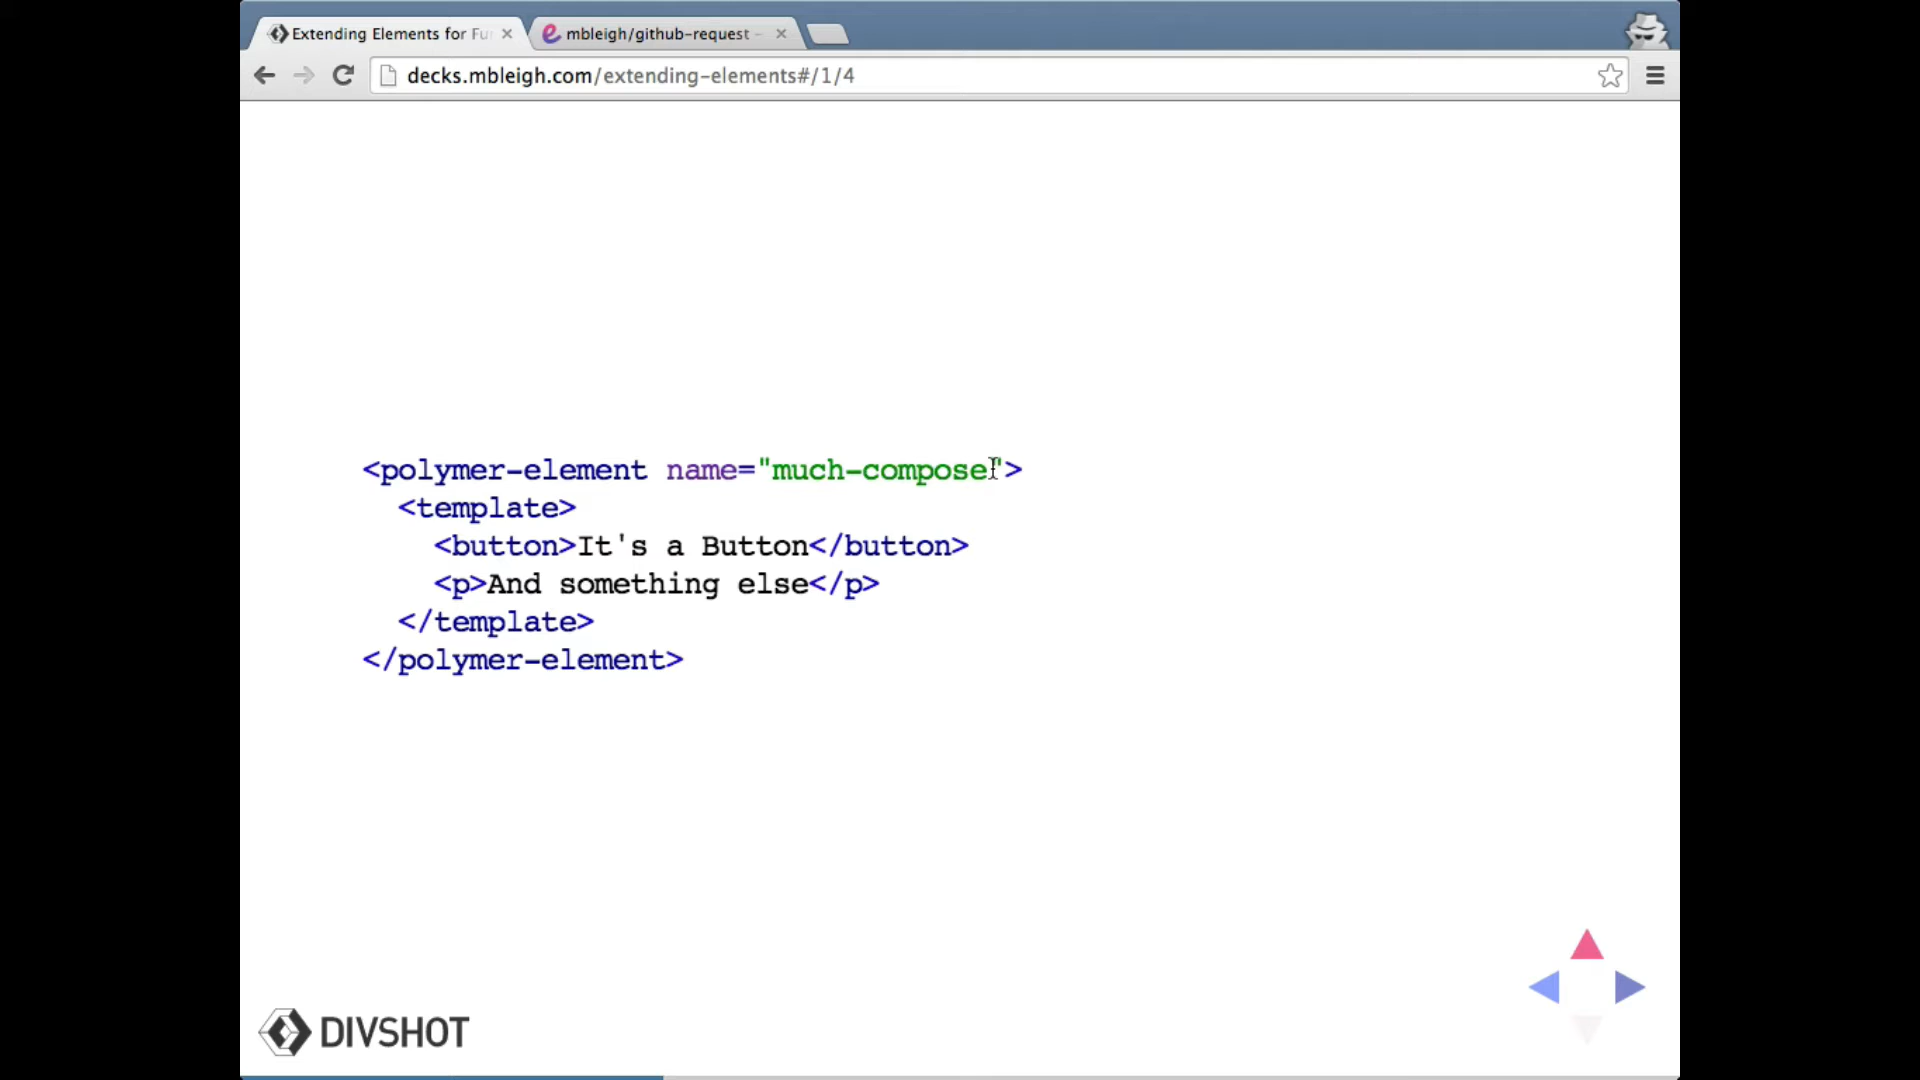 Extending Elements for Fu
mbleigh/github-request -
decks.mbleigh.com/extending-elements#/1/4
<polymer-element name="much-compose">
<template>
<button>It's a Button</button>
<p>And something else</p>
</template>
</polymer-element>
DIVSHOT